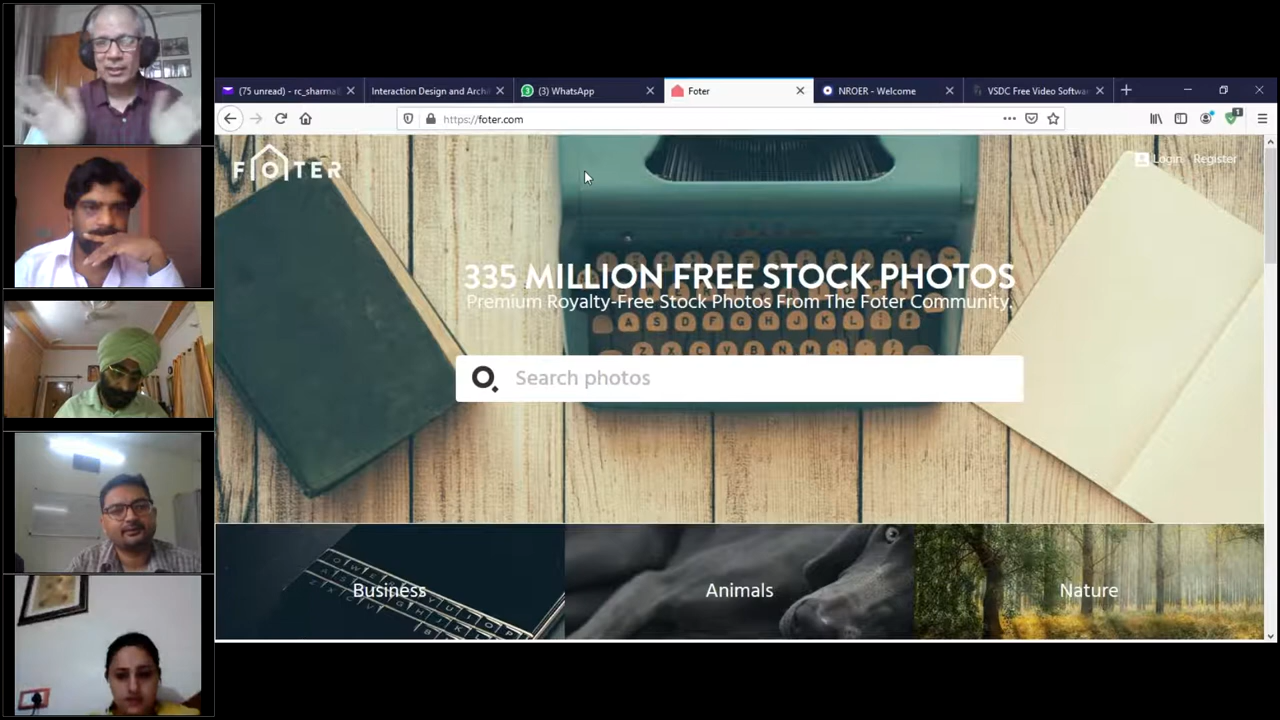 (75 unread) - rc_sharma@
Interaction Design and Archi
(3) WhatsApp
Foter
NROER - Welcome
VSDC Free Video Softwar
https://foter.com
1
FOTER
Login
Register
335 MILLION FREE STOCK PHOTOS
Premium Royalty-Free Stock Photos From The Foter Community.
A S D F G H J K L
Z X C V B N M
Search photos
Business
Animals
Nature